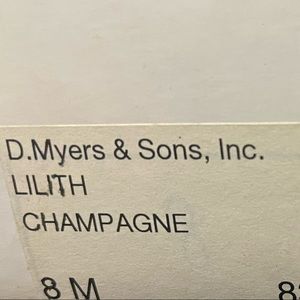 D.Myers & Sons, Inc.
LILITH
CHAMPAGNE
8 M